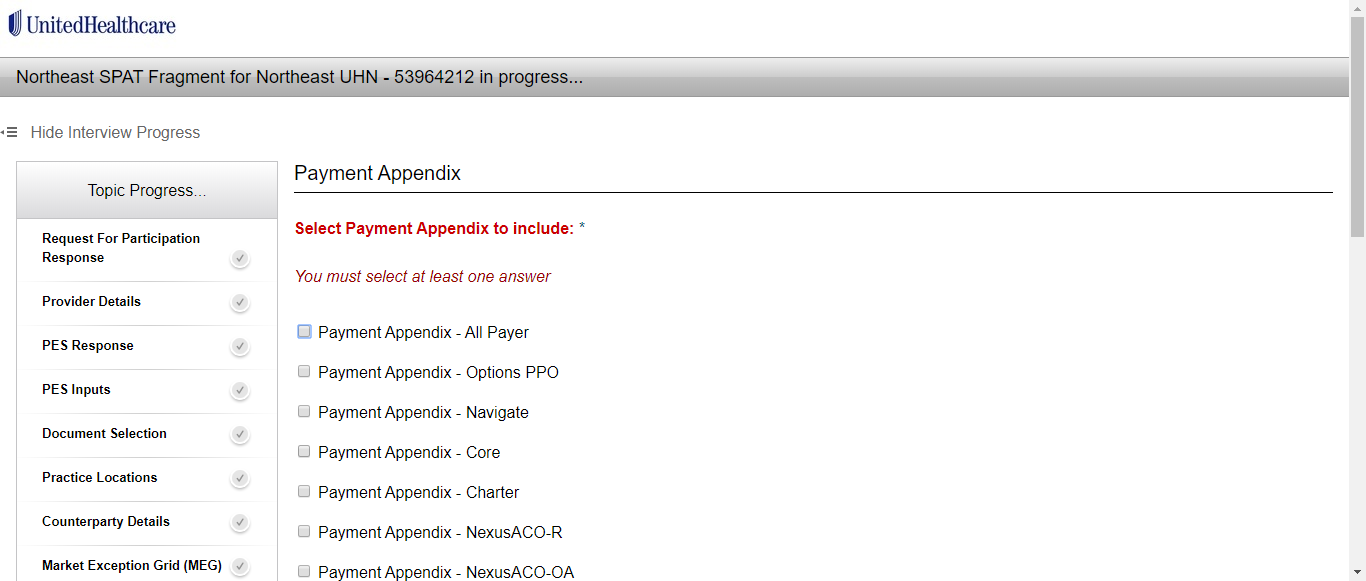 UnitedHealthcare
Northeast SPAT Fragment for Northeast UHN - 53964212 in progress...
Hide Interview Progress
Topic Progress...
Request For Participation
Response
Provider Details
PES Response
PES Inputs
Document Selection
Practice Locations
Counterparty Details
Market Exception Grid (MEG)
Payment Appendix
Select Payment Appendix to include: *
You must select at least one answer
Payment Appendix - All Payer
Payment Appendix - Options PPO
Payment Appendix - Navigate
Payment Appendix - Core
Payment Appendix - Charter
Payment Appendix - NexusACO-R
Payment Appendix - NexusACO-OA